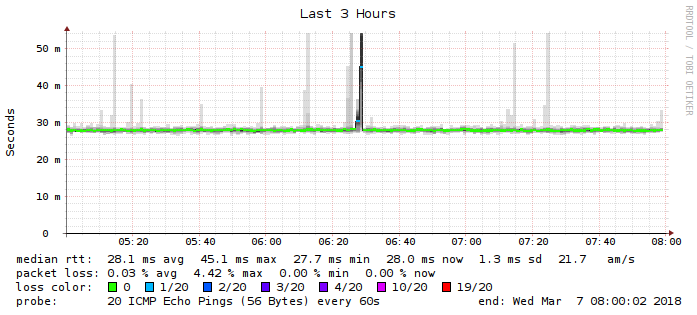 Last 3 Hours
RRDTOOL / TOBI OETIKER
Seconds
50 m
40 m
30 m
20 m
10 m
0
05:20 05:40 06:00 06:20 06:40 07:00 07:20 07:40 08:00
median rtt: 28.1 ms avg 45.1 ms max 27.7 ms min 28.0 ms now 1.3 ms sd 21.7 am/s
packet loss: 0.03 % avg 4.42 % max 0.00 % min 0.00 % now
loss color: 0 1/20 2/20 3/20 4/20 10/20 19/20
probe: 20 ICMP Echo Pings (56 Bytes) every 60s end: Wed Mar 7 08:00:02 2018